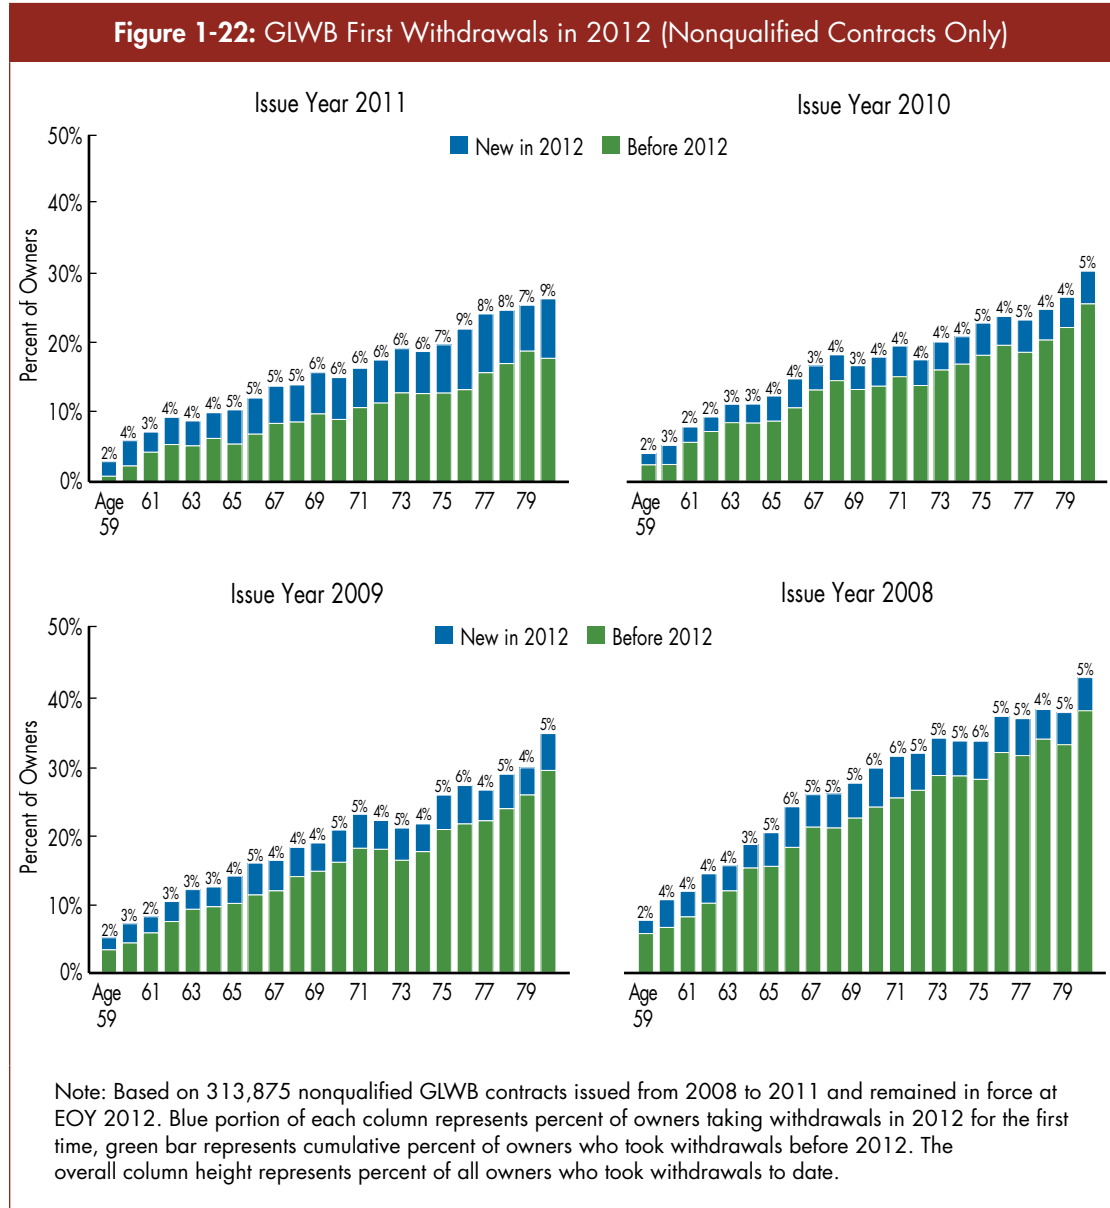 Figure 1-22: GLWB First Withdrawals in 2012 (Nonqualified Contracts Only)
Issue Year 2011
New in 2012 Before 2012
Percent of Owners
50%
40%
30%
20%
10%
0%
2% 4% 3% 4% 4% 4% 5% 5% 5% 5% 6% 6% 6% 6% 6% 6% 7% 9% 8% 8% 7% 9%
Age 61 63 65 67 69 71 73 75 77 79
59
Issue Year 2010
2% 3% 2% 2% 3% 3% 4% 4% 3% 4% 3% 4% 4% 4% 4% 4% 5% 4% 5% 4% 4% 5%
Age 61 63 65 67 69 71 73 75 77 79
59
Issue Year 2009
New in 2012 Before 2012
Percent of Owners
50%
40%
30%
20%
10%
0%
2% 3% 2% 3% 3% 3% 4% 5% 4% 4% 4% 5% 5% 4% 5% 4% 5% 6% 4% 5% 4% 5%
Age 61 63 65 67 69 71 73 75 77 79
59
Issue Year 2008
2% 4% 4% 4% 4% 3% 5% 6% 5% 5% 5% 6% 6% 5% 5% 5% 6% 5% 5% 4% 5% 5%
Age 61 63 65 67 69 71 73 75 77 79
59
Note: Based on 313,875 nonqualified GLWB contracts issued from 2008 to 2011 and remained in force at
EOY 2012. Blue portion of each column represents percent of owners taking withdrawals in 2012 for the first
time, green bar represents cumulative percent of owners who took withdrawals before 2012. The
overall column height represents percent of all owners who took withdrawals to date.